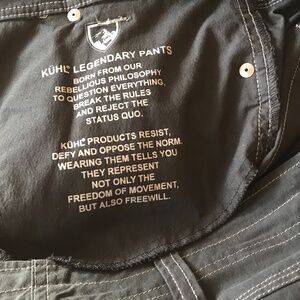 KÜHL® LEGENDARY PANTS
BORN FROM OUR
REBELLIOUS PHILOSOPHY
TO QUESTION EVERYTHING,
BREAK THE RULES
AND REJECT THE
STATUS QUO.
KÜHL® PRODUCTS RESIST,
DEFY AND OPPOSE THE NORM.
WEARING THEM TELLS YOU
THEY REPRESENT
NOT ONLY THE
FREEDOM OF MOVEMENT,
BUT ALSO FREEWILL.